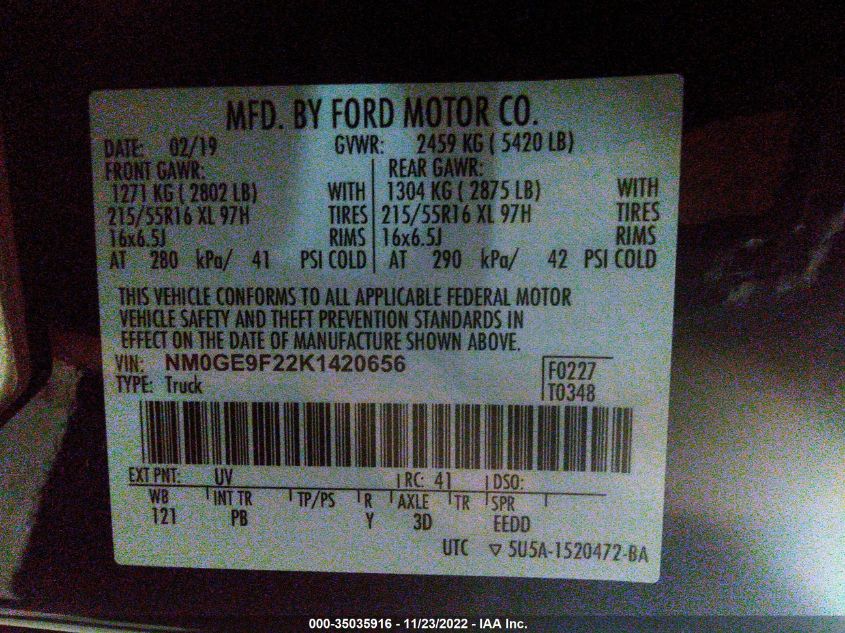 MFD. BY FORD MOTOR CO.
DATE: 02/19 GVWR: 2459 KG ( 5420 LB)
FRONT GAWR: REAR GAWR:
1271 KG ( 2802 LB) WITH 1304 KG ( 2875 LB) WITH
215/55R16 XL 97H TIRES 215/55R16 XL 97H TIRES
16x6.5J RIMS 16x6.5J RIMS
AT 280 kPa/ 41 PSI COLD AT 290 kPa/ 42 PSI COLD
THIS VEHICLE CONFORMS TO ALL APPLICABLE FEDERAL MOTOR
VEHICLE SAFETY AND THEFT PREVENTION STANDARDS IN
EFFECT ON THE DATE OF MANUFACTURE SHOWN ABOVE.
VIN: NM0GE9F22K1420656 F0227
TYPE: Truck T0348
EXT PNT: UV RC: 41 DSO:
WB INT TR TP/PS R AXLE TR SPR
121 PB Y 3D EEDD
UTC ▽ 5U5A-1520472-BA
000-35035916 - 11/23/2022 - IAA Inc.